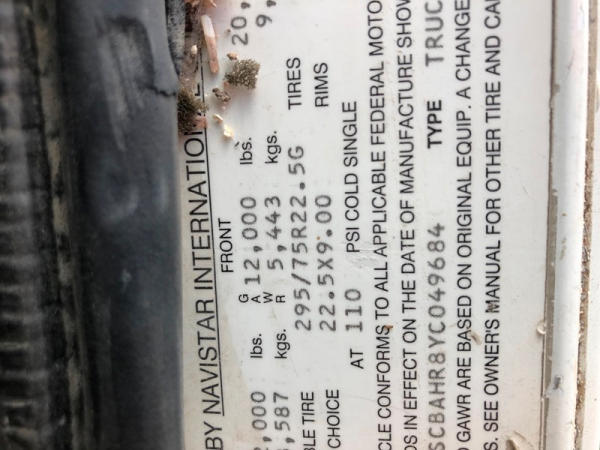 BY NAVISTAR INTERNATIO
FRONT
,000 lbs. G A W R 12,000 lbs. 20,
,587 kgs. 5,443 kgs. 9,
BLE TIRE 295/75R22.5G TIRES
CHOICE 22.5X9.00 RIMS
AT 110 PSI COLD SINGLE
CLE CONFORMS TO ALL APPLICABLE FEDERAL MOTO
DS IN EFFECT ON THE DATE OF MANUFACTURE SHOW
SCBAHR8YC049684 TYPE TRUC
D GAWR ARE BASED ON ORIGINAL EQUIP. A CHANGE
S. SEE OWNER'S MANUAL FOR OTHER TIRE AND CAP